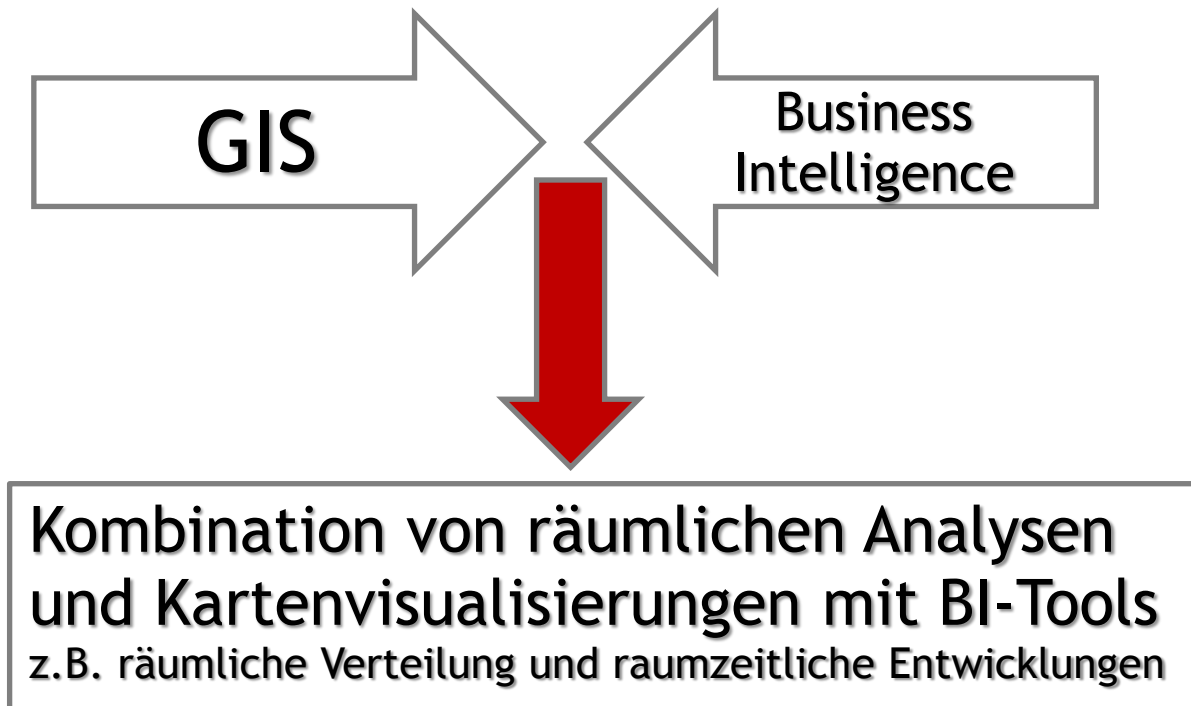 GIS
Business
Intelligence
Kombination von räumlichen Analysen
und Kartenvisualisierungen mit BI-Tools
z.B. räumliche Verteilung und raumzeitliche Entwicklungen